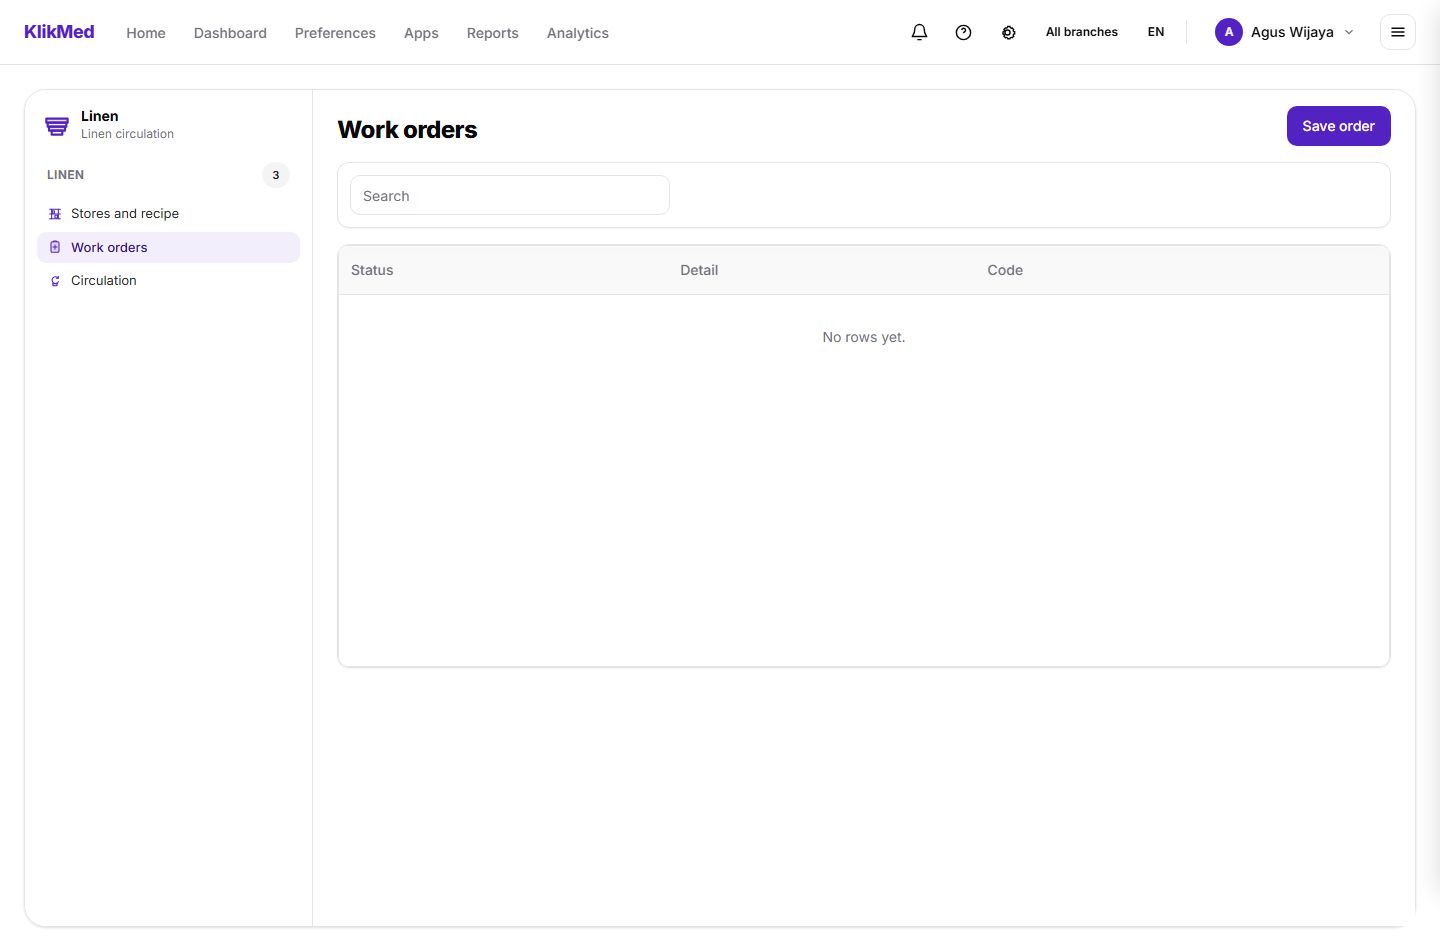 KlikMed Home Dashboard Preferences Apps Reports Analytics All branches EN A Agus Wijaya
Linen
Linen circulation
LINEN 3
Stores and recipe
Work orders
Circulation
Work orders Save order
Search
Status Detail Code
No rows yet.